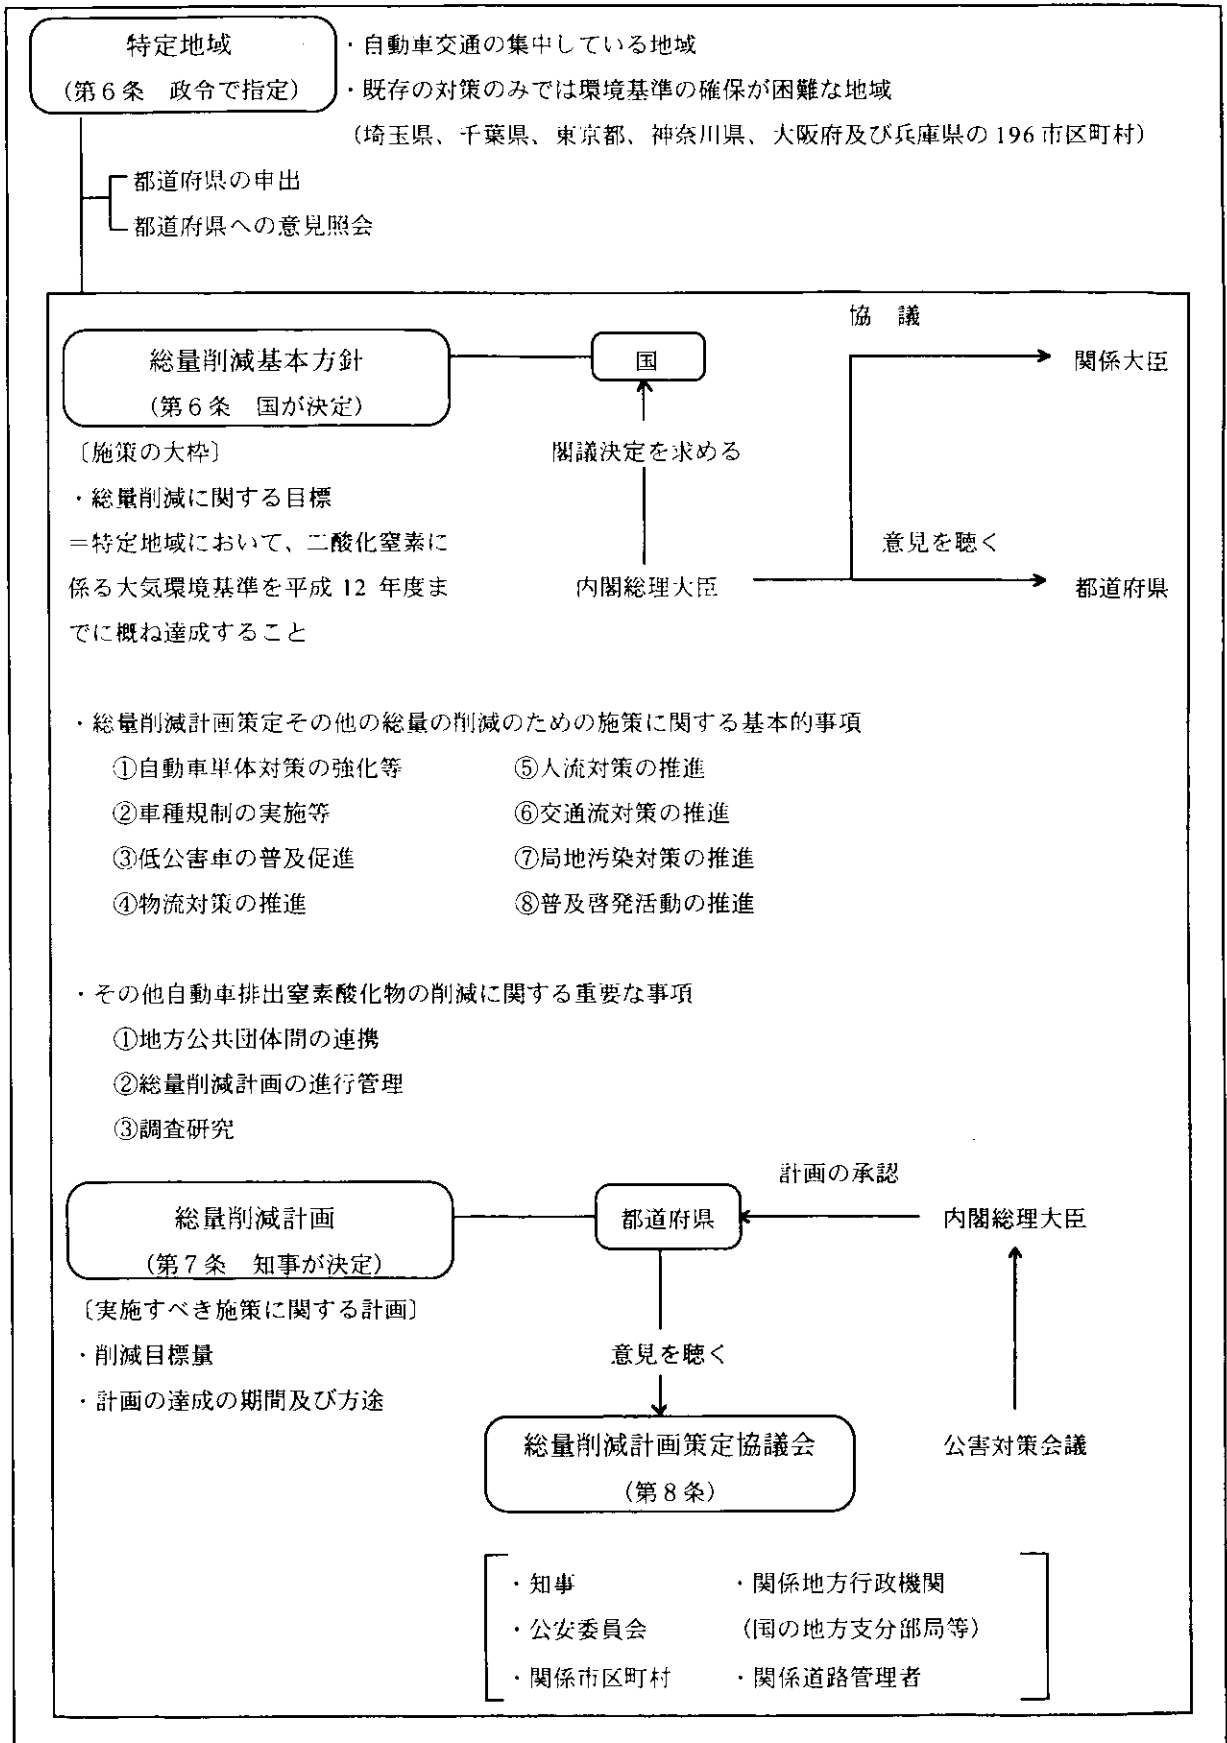 特定地域
(第6条　政令で指定)
・自動車交通の集中している地域
・既存の対策のみでは環境基準の確保が困難な地域
(埼玉県、千葉県、東京都、神奈川県、大阪府及び兵庫県の 196 市区町村)
都道府県の申出
都道府県への意見照会
協　議
総量削減基本方針
(第6条　国が決定)
国
関係大臣
〔施策の大枠〕
閣議決定を求める
・総量削減に関する目標
＝特定地域において、二酸化窒素に
意見を聴く
係る大気環境基準を平成 12 年度ま
内閣総理大臣
都道府県
でに概ね達成すること
・総量削減計画策定その他の総量の削減のための施策に関する基本的事項
①自動車単体対策の強化等
⑤人流対策の推進
②車種規制の実施等
⑥交通流対策の推進
③低公害車の普及促進
⑦局地汚染対策の推進
④物流対策の推進
⑧普及啓発活動の推進
・その他自動車排出窒素酸化物の削減に関する重要な事項
①地方公共団体間の連携
②総量削減計画の進行管理
③調査研究
計画の承認
総量削減計画
(第7条　知事が決定)
都道府県
内閣総理大臣
〔実施すべき施策に関する計画〕
・削減目標量
意見を聴く
・計画の達成の期間及び方途
総量削減計画策定協議会
(第8条)
公害対策会議
・知事
・関係地方行政機関
・公安委員会
(国の地方支分部局等)
・関係市区町村
・関係道路管理者